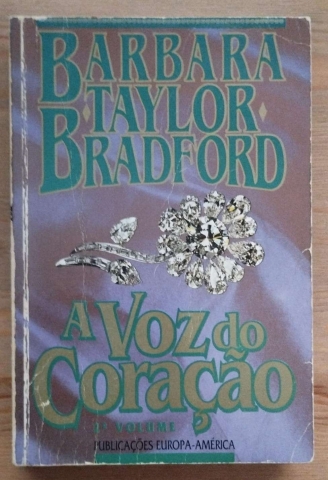 BARBARA
TAYLOR
BRADFORD
A VOZ do
CORAÇÃO
VOLUME
PUBLICAÇÕES EUROPA-AMÉRICA